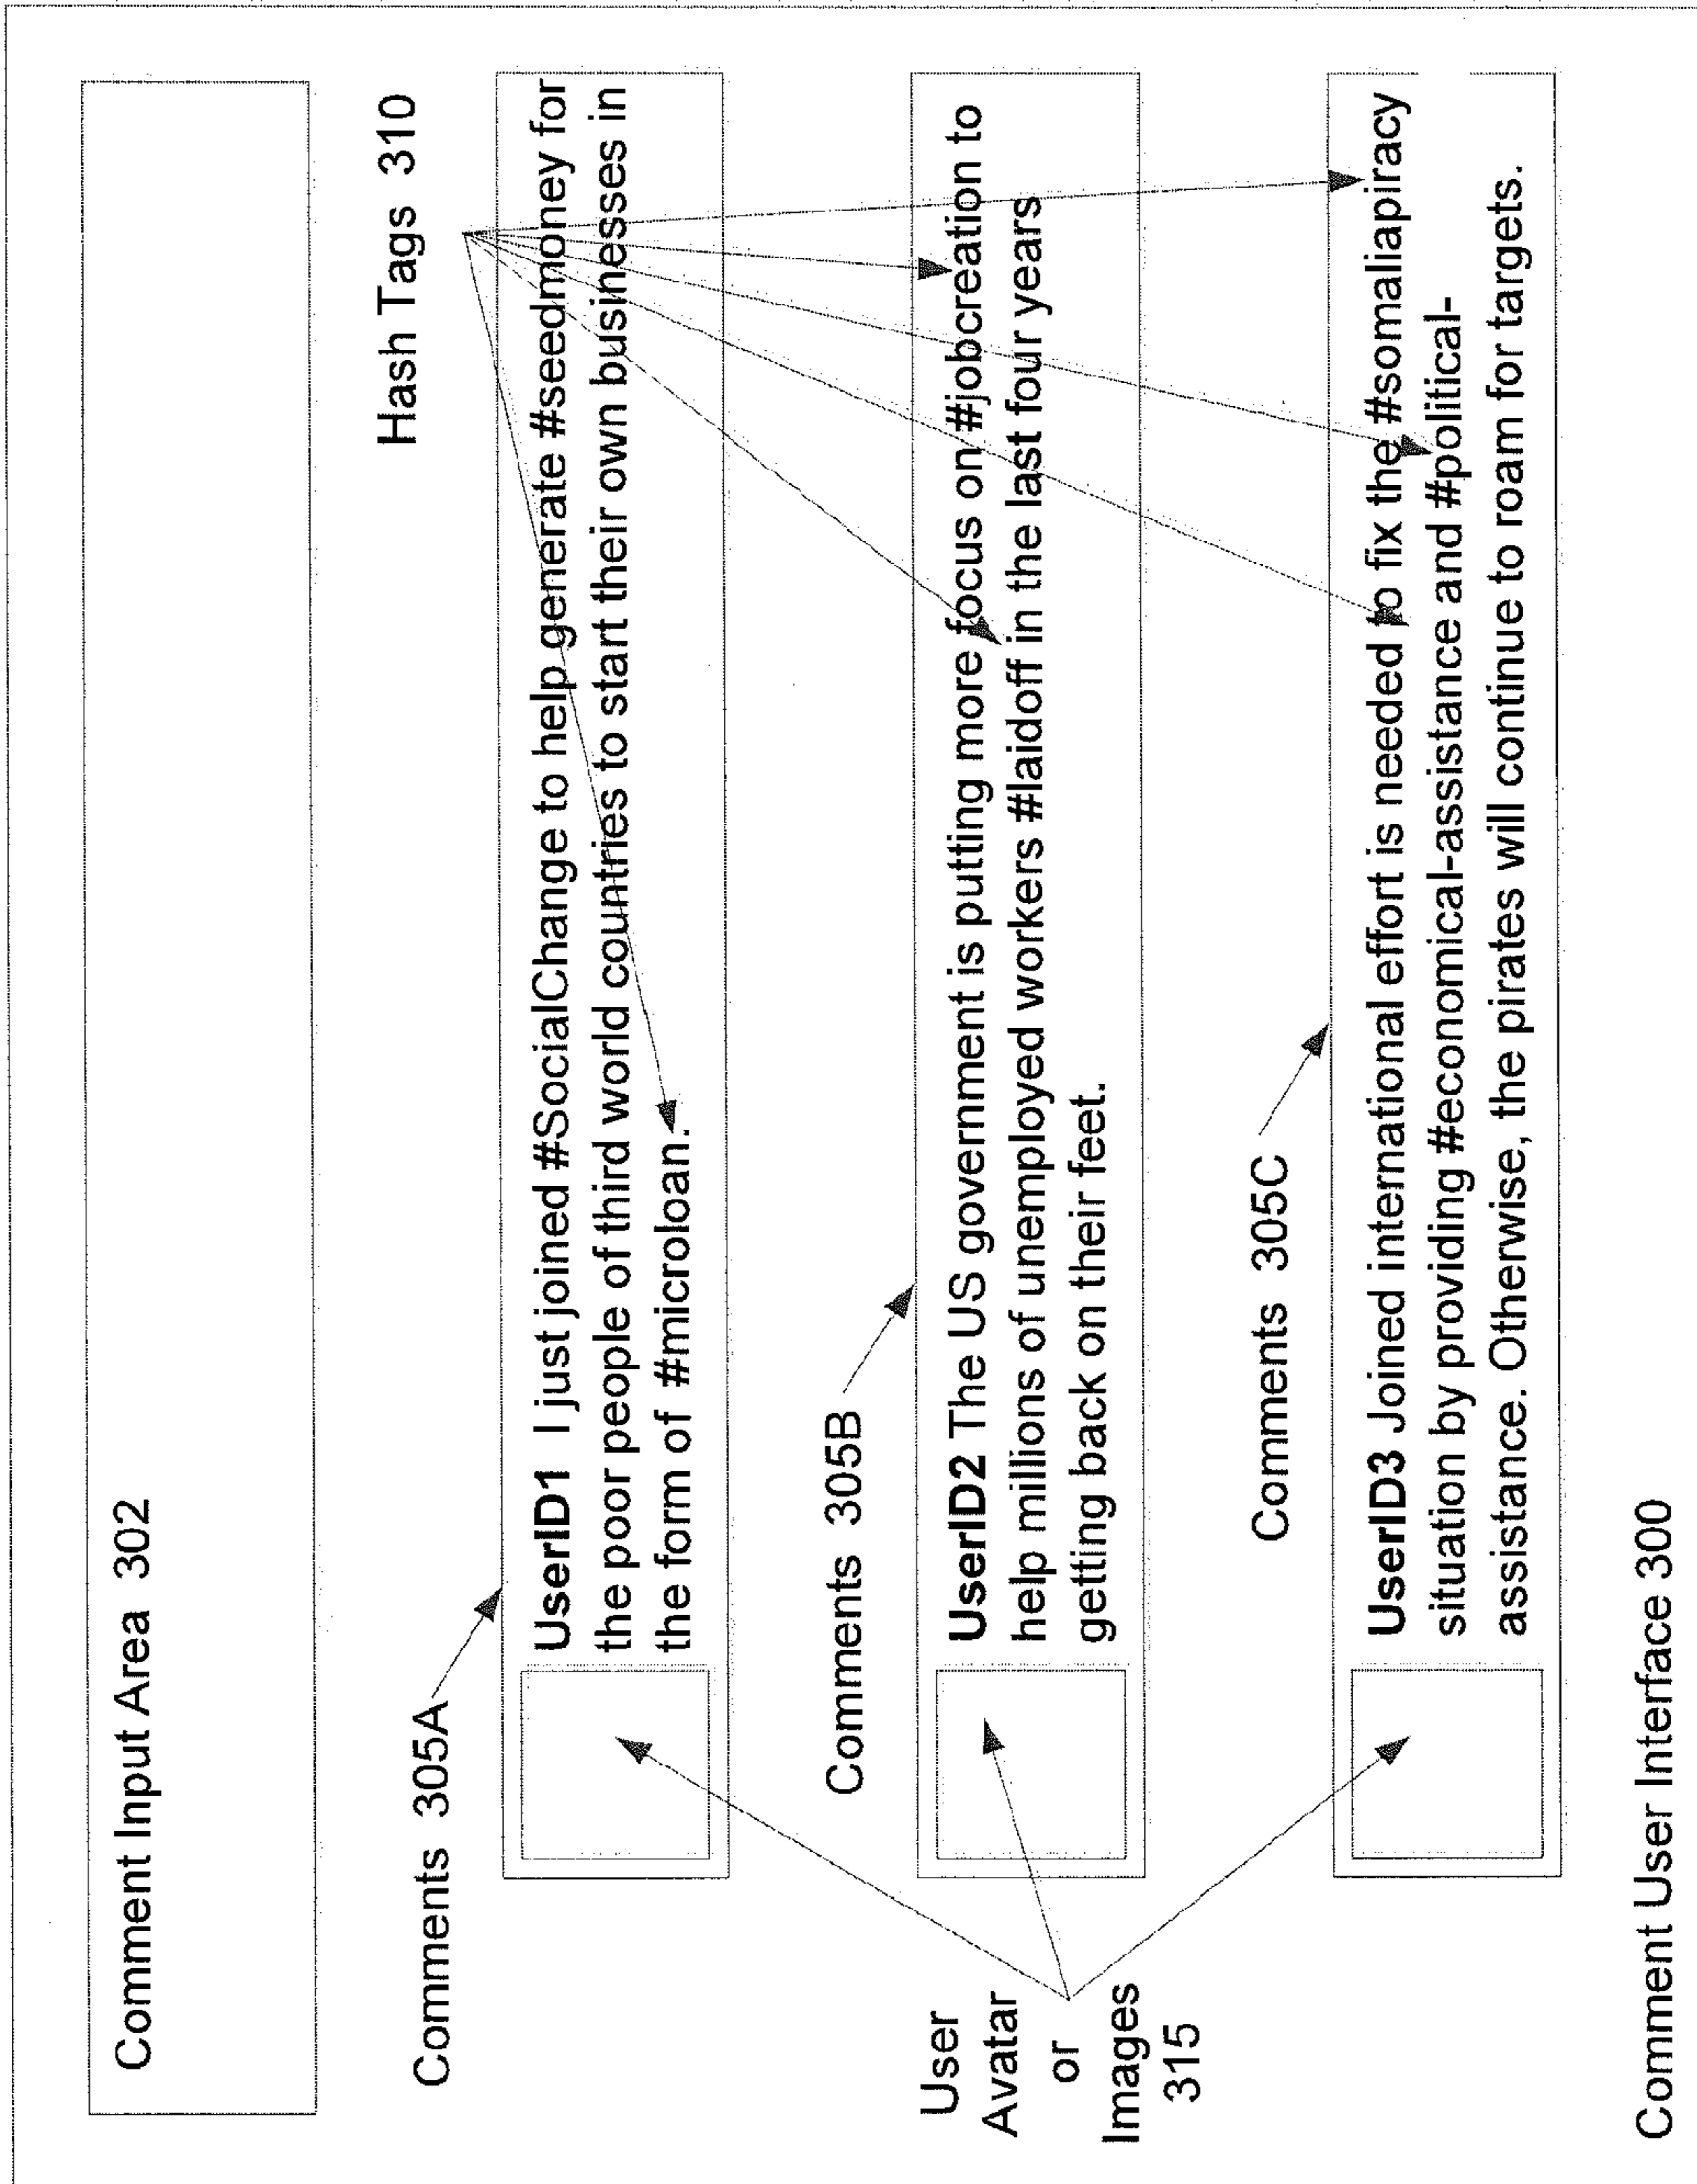 Comment Input Area 302
Hash Tags 310
Comments 305A
UserID1 I just joined #SocialChange to help generate #seedmoney for
the poor people of third world countries to start their own businesses in
the form of #microloan.
Comments 305B
UserID2 The US government is putting more focus on #jobcreation to
help millions of unemployed workers #laidoff in the last four years
getting back on their feet.
Comments 305C
UserID3 Joined international effort is needed to fix the #somaliapiracy
situation by providing #economical-assistance and #political-
assistance. Otherwise, the pirates will continue to roam for targets.
User
Avatar
or
Images
315
Comment User Interface 300